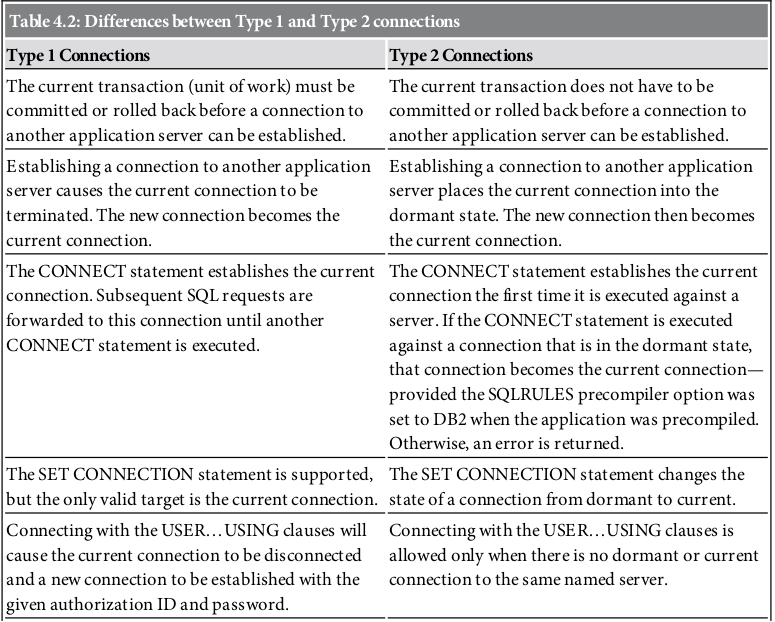 Table 4.2: Differences between Type 1 and Type 2 connections
Type 1 Connections
Type 2 Connections
The current transaction (unit of work) must be
committed or rolled back before a connection to
another application server can be established.
The current transaction does not have to be
committed or rolled back before a connection to
another application server can be established.
Establishing a connection to another application
server causes the current connection to be
terminated. The new connection becomes the
current connection.
Establishing a connection to another application
server places the current connection into the
dormant state. The new connection then becomes
the current connection.
The CONNECT statement establishes the current
connection. Subsequent SQL requests are
forwarded to this connection until another
CONNECT statement is executed.
The CONNECT statement establishes the current
connection the first time it is executed against a
server. If the CONNECT statement is executed
against a connection that is in the dormant state,
that connection becomes the current connection—
provided the SQLRULES precompiler option was
set to DB2 when the application was precompiled.
Otherwise, an error is returned.
The SET CONNECTION statement is supported,
but the only valid target is the current connection.
The SET CONNECTION statement changes the
state of a connection from dormant to current.
Connecting with the USER…USING clauses will
cause the current connection to be disconnected
and a new connection to be established with the
given authorization ID and password.
Connecting with the USER…USING clauses is
allowed only when there is no dormant or current
connection to the same named server.